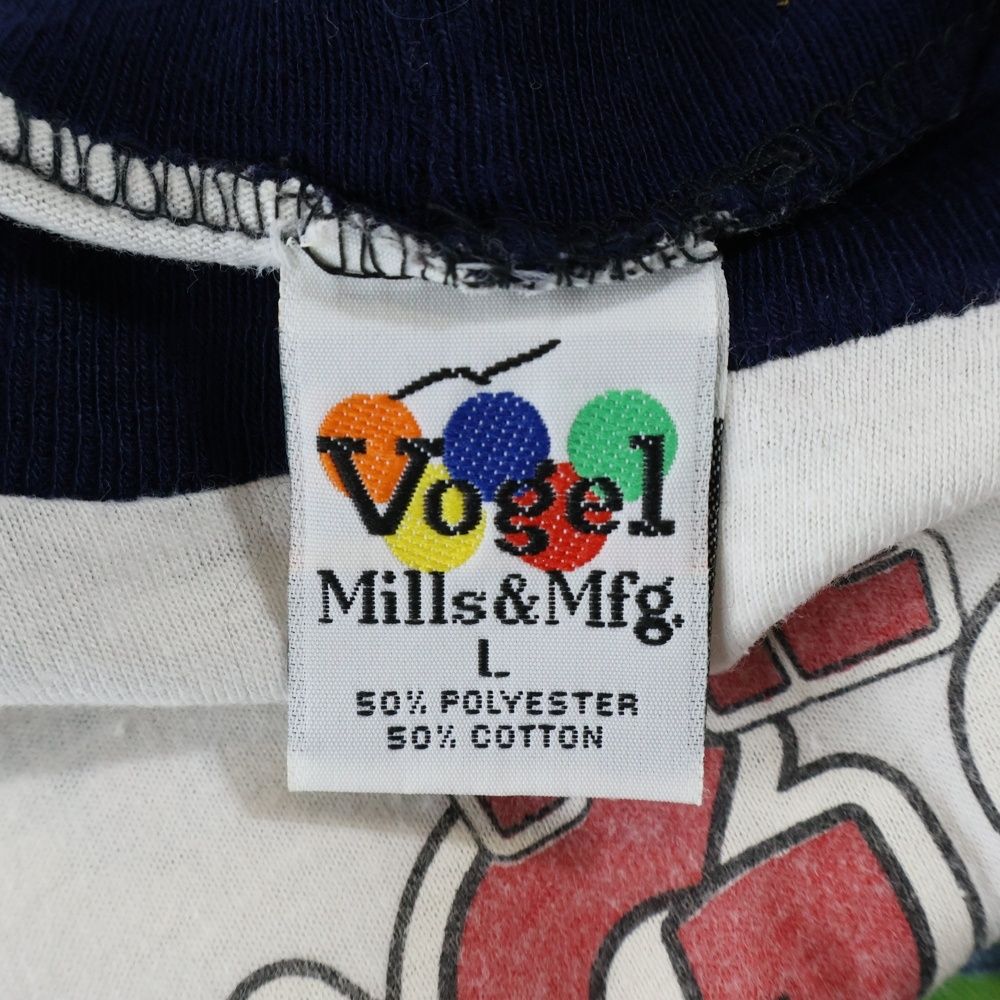 Vogel
Mills&Mfg.
L
50% POLYESTER
50% COTTON